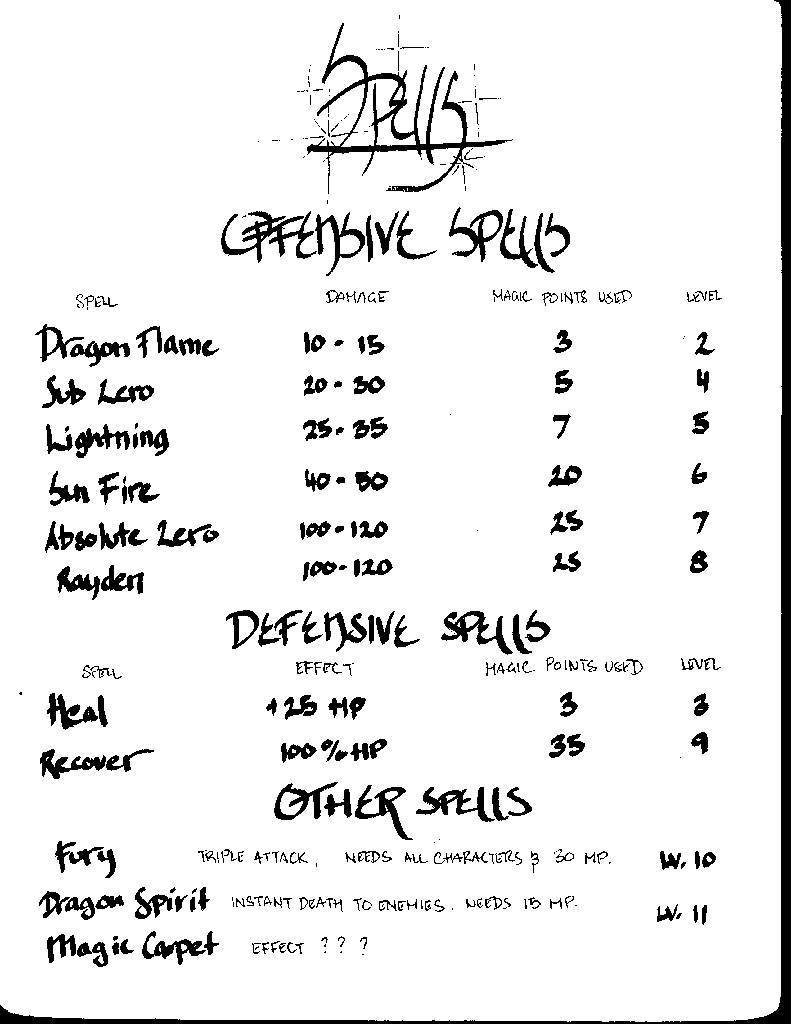 Spells
OFFENSIVE SPELLS
SPELL DAMAGE MAGIC POINTS USED LEVEL
Dragon Flame 10 - 15 3 2
Sub Zero 20 - 30 5 4
Lightning 25 - 35 7 5
Sun Fire 40 - 50 20 6
Absolute Zero 100 - 120 25 7
Rayden 100 - 120 25 8
DEFENSIVE SPELLS
SPELL EFFECT MAGIC POINTS USED LEVEL
Heal +25 HP 3 3
Recover 100% HP 35 9
OTHER SPELLS
Fury TRIPLE ATTACK, NEEDS ALL CHARACTERS & 30 MP. LV. 10
Dragon Spirit INSTANT DEATH TO ENEMIES. NEEDS 15 MP. LV. 11
Magic Carpet EFFECT ? ? ?